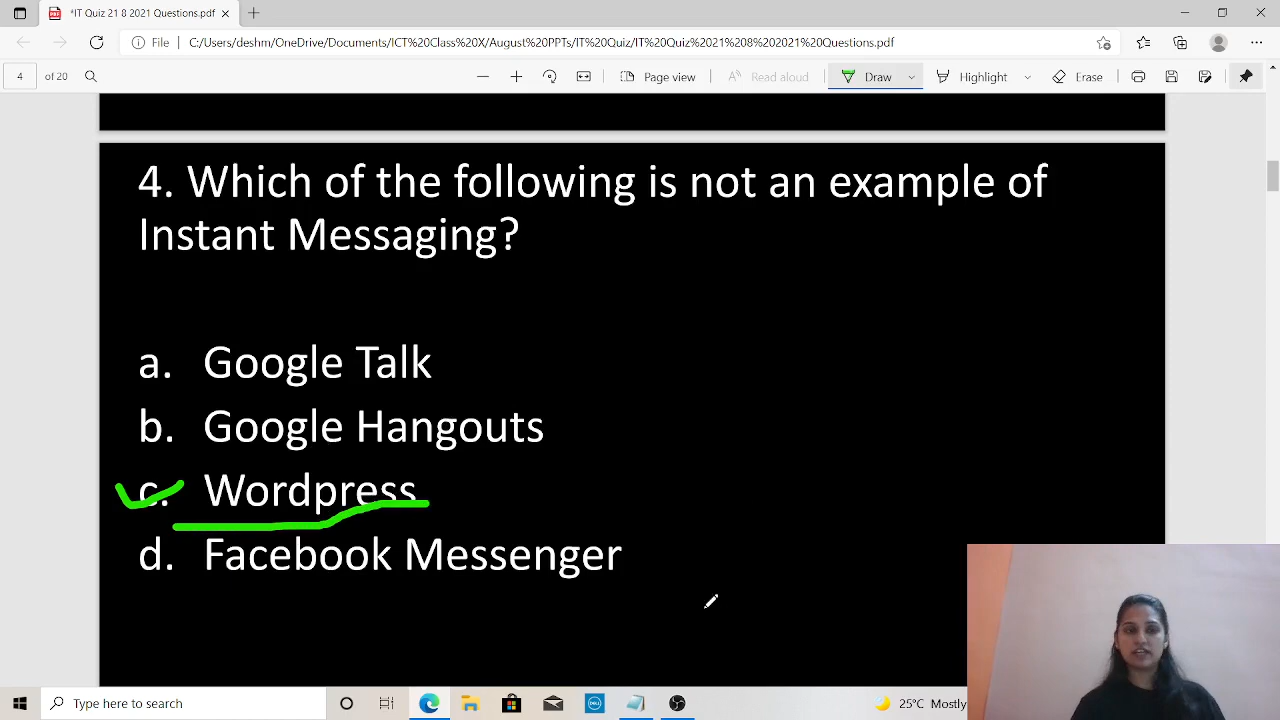 *IT Quiz 21 8 2021 Questions.pdf
File
C:/Users/deshm/OneDrive/Documents/ICT%20Class%20X/August%20PPTs/IT%20Quiz/IT%20Quiz%2021%208%202021%20Questions.pdf
4 of 20
Page view
Read aloud
Draw
Highlight
Erase
4. Which of the following is not an example of
Instant Messaging?
a. Google Talk
b. Google Hangouts
c. Wordpress
d. Facebook Messenger
Type here to search
DELL
25°C Mostly